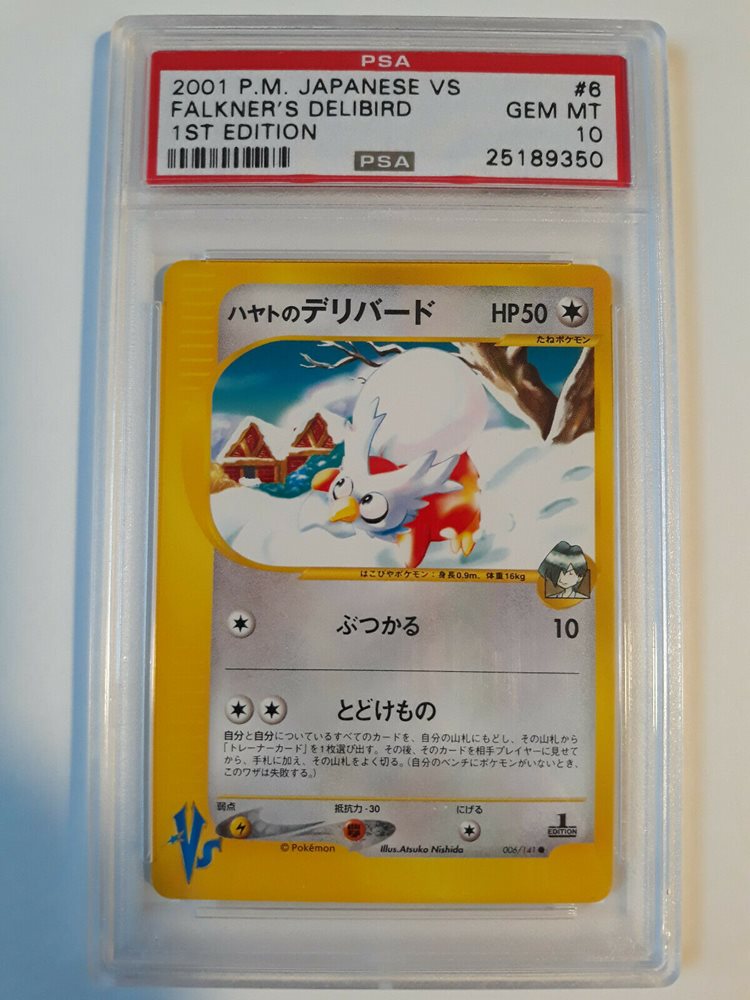 PSA
2001 P.M. JAPANESE VS #6
FALKNER'S DELIBIRD GEM MT
1ST EDITION 10
PSA 25189350
ハヤトのデリバード HP50
たねポケモン
はこびやポケモン：身長0.9m、体重16kg
ぶつかる 10
とどけもの
自分と自分についているすべてのカードを、自分の山札にもどし、その山札から
「トレーナーカード」を1枚選び出す。その後、そのカードを相手プレイヤーに見せて
から、手札に加え、その山札をよく切る。（自分のベンチにポケモンがいないとき、
このワザは失敗する。）
弱点 抵抗力-30 にげる
1
EDITION
Vs
©Pokémon Illus.Atsuko Nishida 006/141